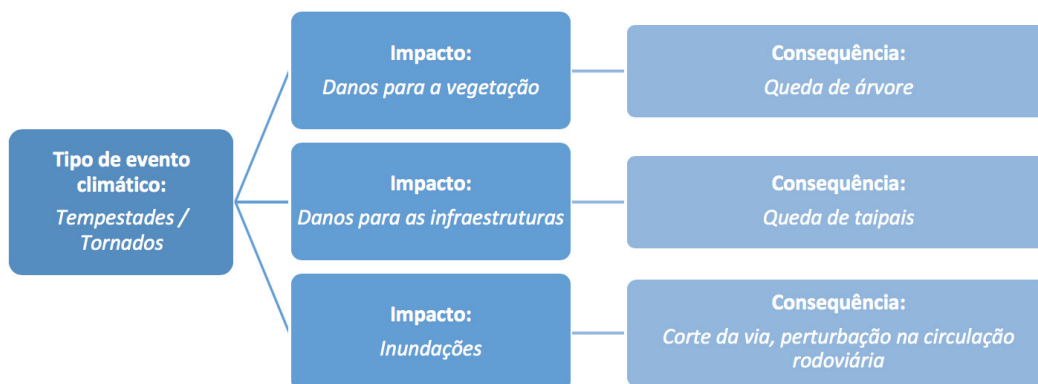 Tipo de evento
climático:
Tempestades /
Tornados
Impacto:
Danos para a vegetação
Consequência:
Queda de árvore
Impacto:
Danos para as infraestruturas
Consequência:
Queda de taipais
Impacto:
Inundações
Consequência:
Corte da via, perturbação na circulação
rodoviária